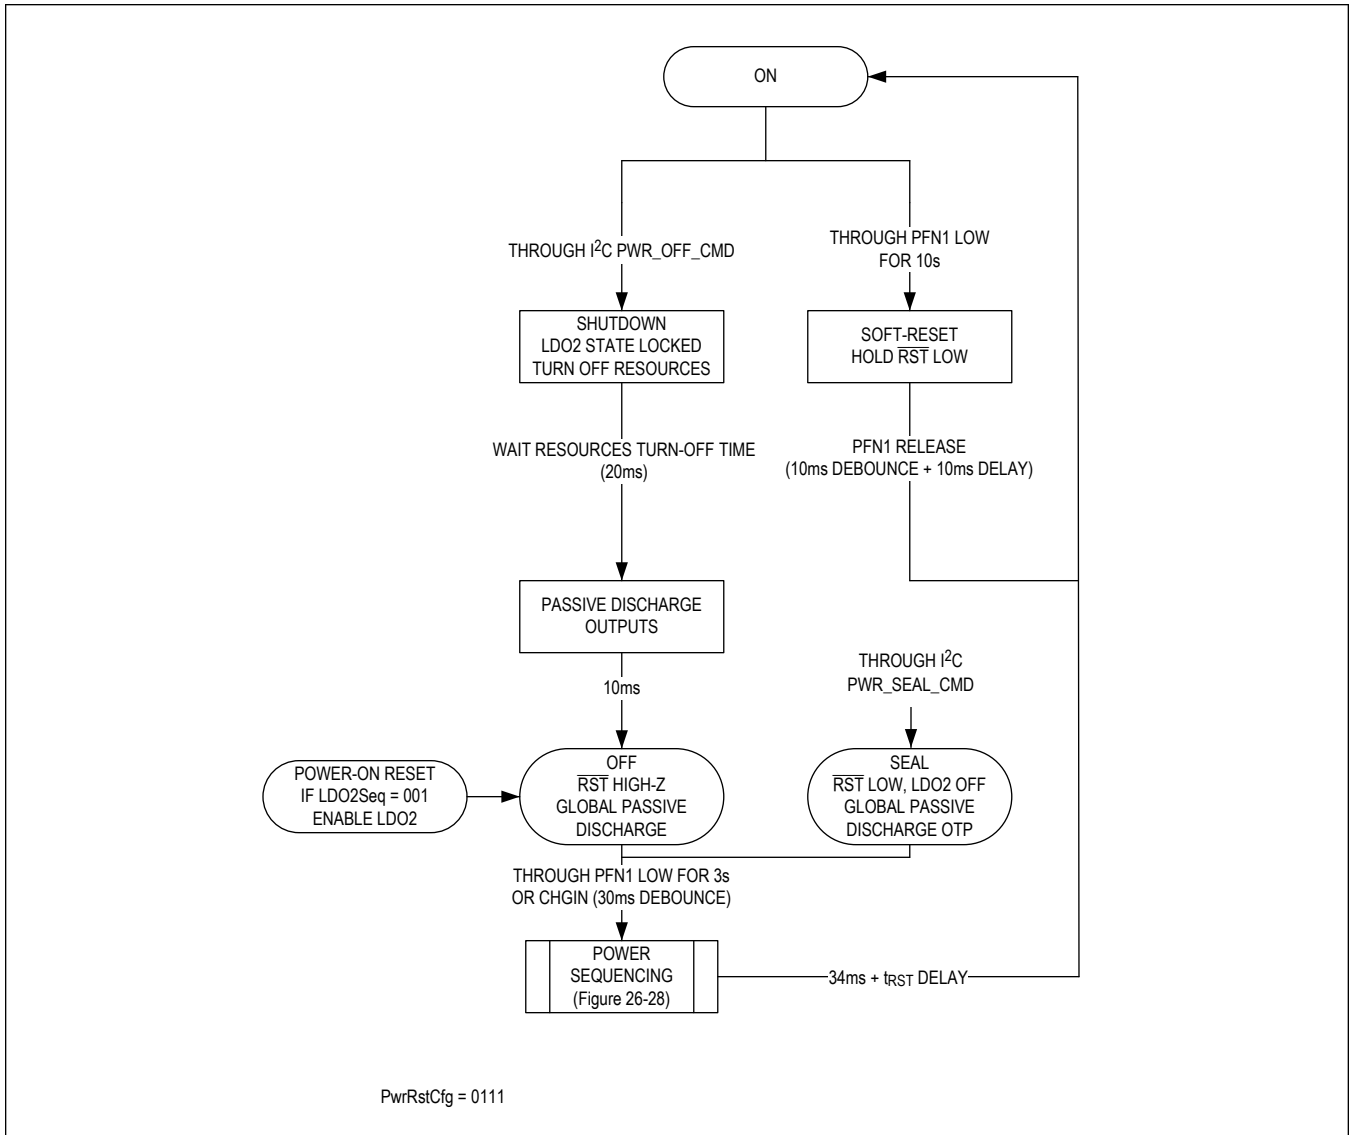 ON
THROUGH I²C PWR_OFF_CMD
THROUGH PFN1 LOW
FOR 10s
SHUTDOWN
LDO2 STATE LOCKED
TURN OFF RESOURCES
SOFT-RESET
HOLD R̅S̅T̅ LOW
WAIT RESOURCES TURN-OFF TIME
(20ms)
PFN1 RELEASE
(10ms DEBOUNCE + 10ms DELAY)
PASSIVE DISCHARGE
OUTPUTS
THROUGH I²C
PWR_SEAL_CMD
10ms
POWER-ON RESET
IF LDO2Seq = 001
ENABLE LDO2
OFF
R̅S̅T̅ HIGH-Z
GLOBAL PASSIVE
DISCHARGE
SEAL
R̅S̅T̅ LOW, LDO2 OFF
GLOBAL PASSIVE
DISCHARGE OTP
THROUGH PFN1 LOW FOR 3s
OR CHGIN (30ms DEBOUNCE)
POWER
SEQUENCING
(Figure 26-28)
34ms + tRST DELAY
PwrRstCfg = 0111